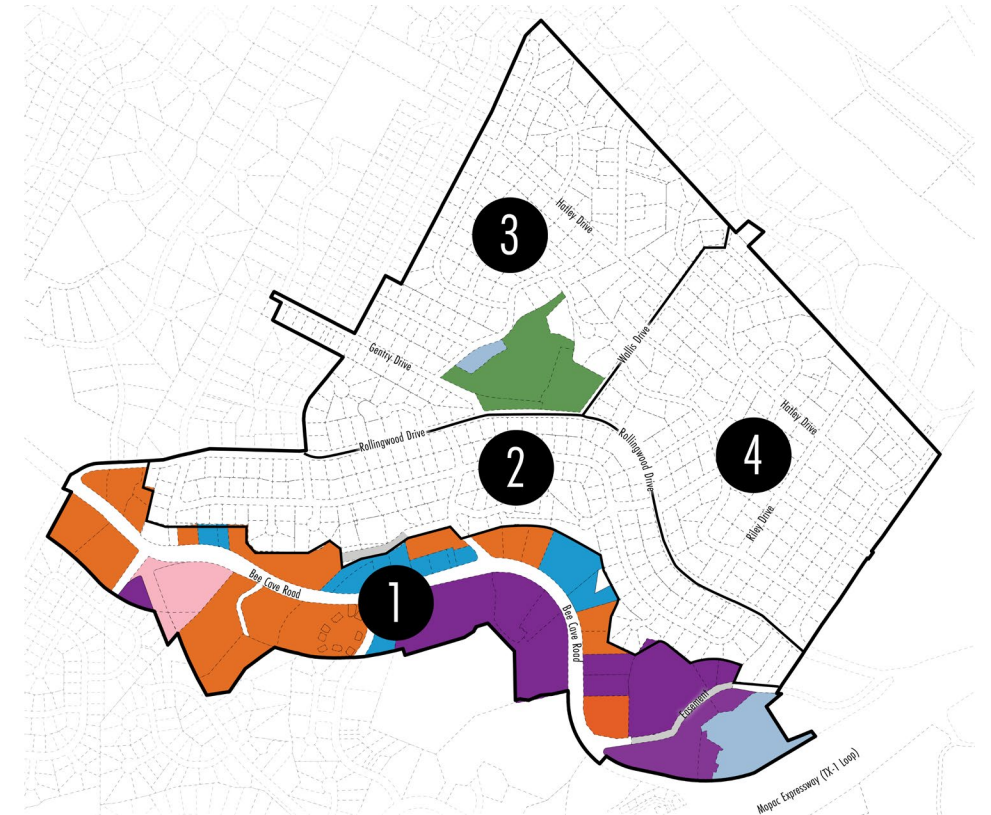 Hatley Drive
3
Wallis Drive
Gentry Drive
Hatley Drive
Rollingwood Drive
Rollingwood Drive
2
4
Riley Drive
Bee Cave Road
1
Bee Cave Road
Easement
Mopac Expressway (TX-1 Loop)